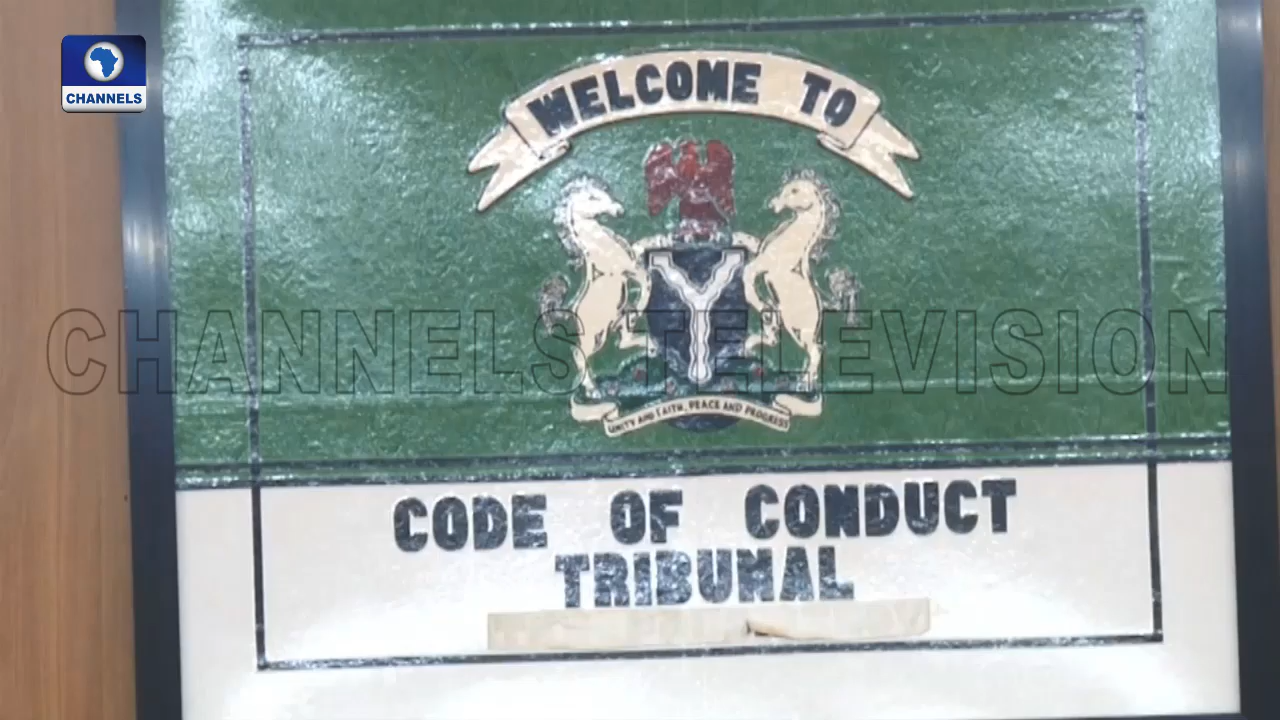 CHANNELS
WELCOME TO
CHANNELS TELEVISION
UNITY AND FAITH, PEACE AND PROGRESS
CODE OF CONDUCT
TRIBUNAL